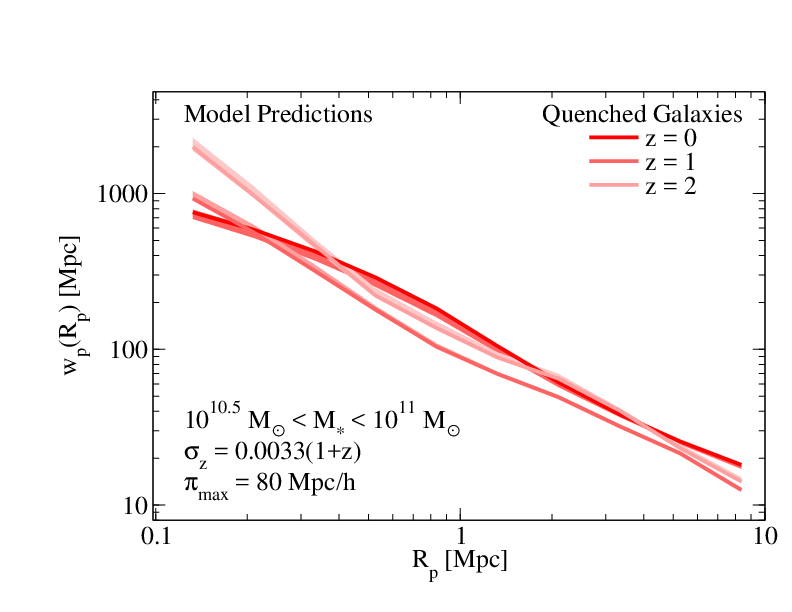 Model Predictions
Quenched Galaxies
z = 0
z = 1
z = 2
1000
100
10
w_p(R_p) [Mpc]
10^10.5 M_⊙ < M_* < 10^11 M_⊙
σ_z = 0.0033(1+z)
π_max = 80 Mpc/h
0.1
1
10
R_p [Mpc]